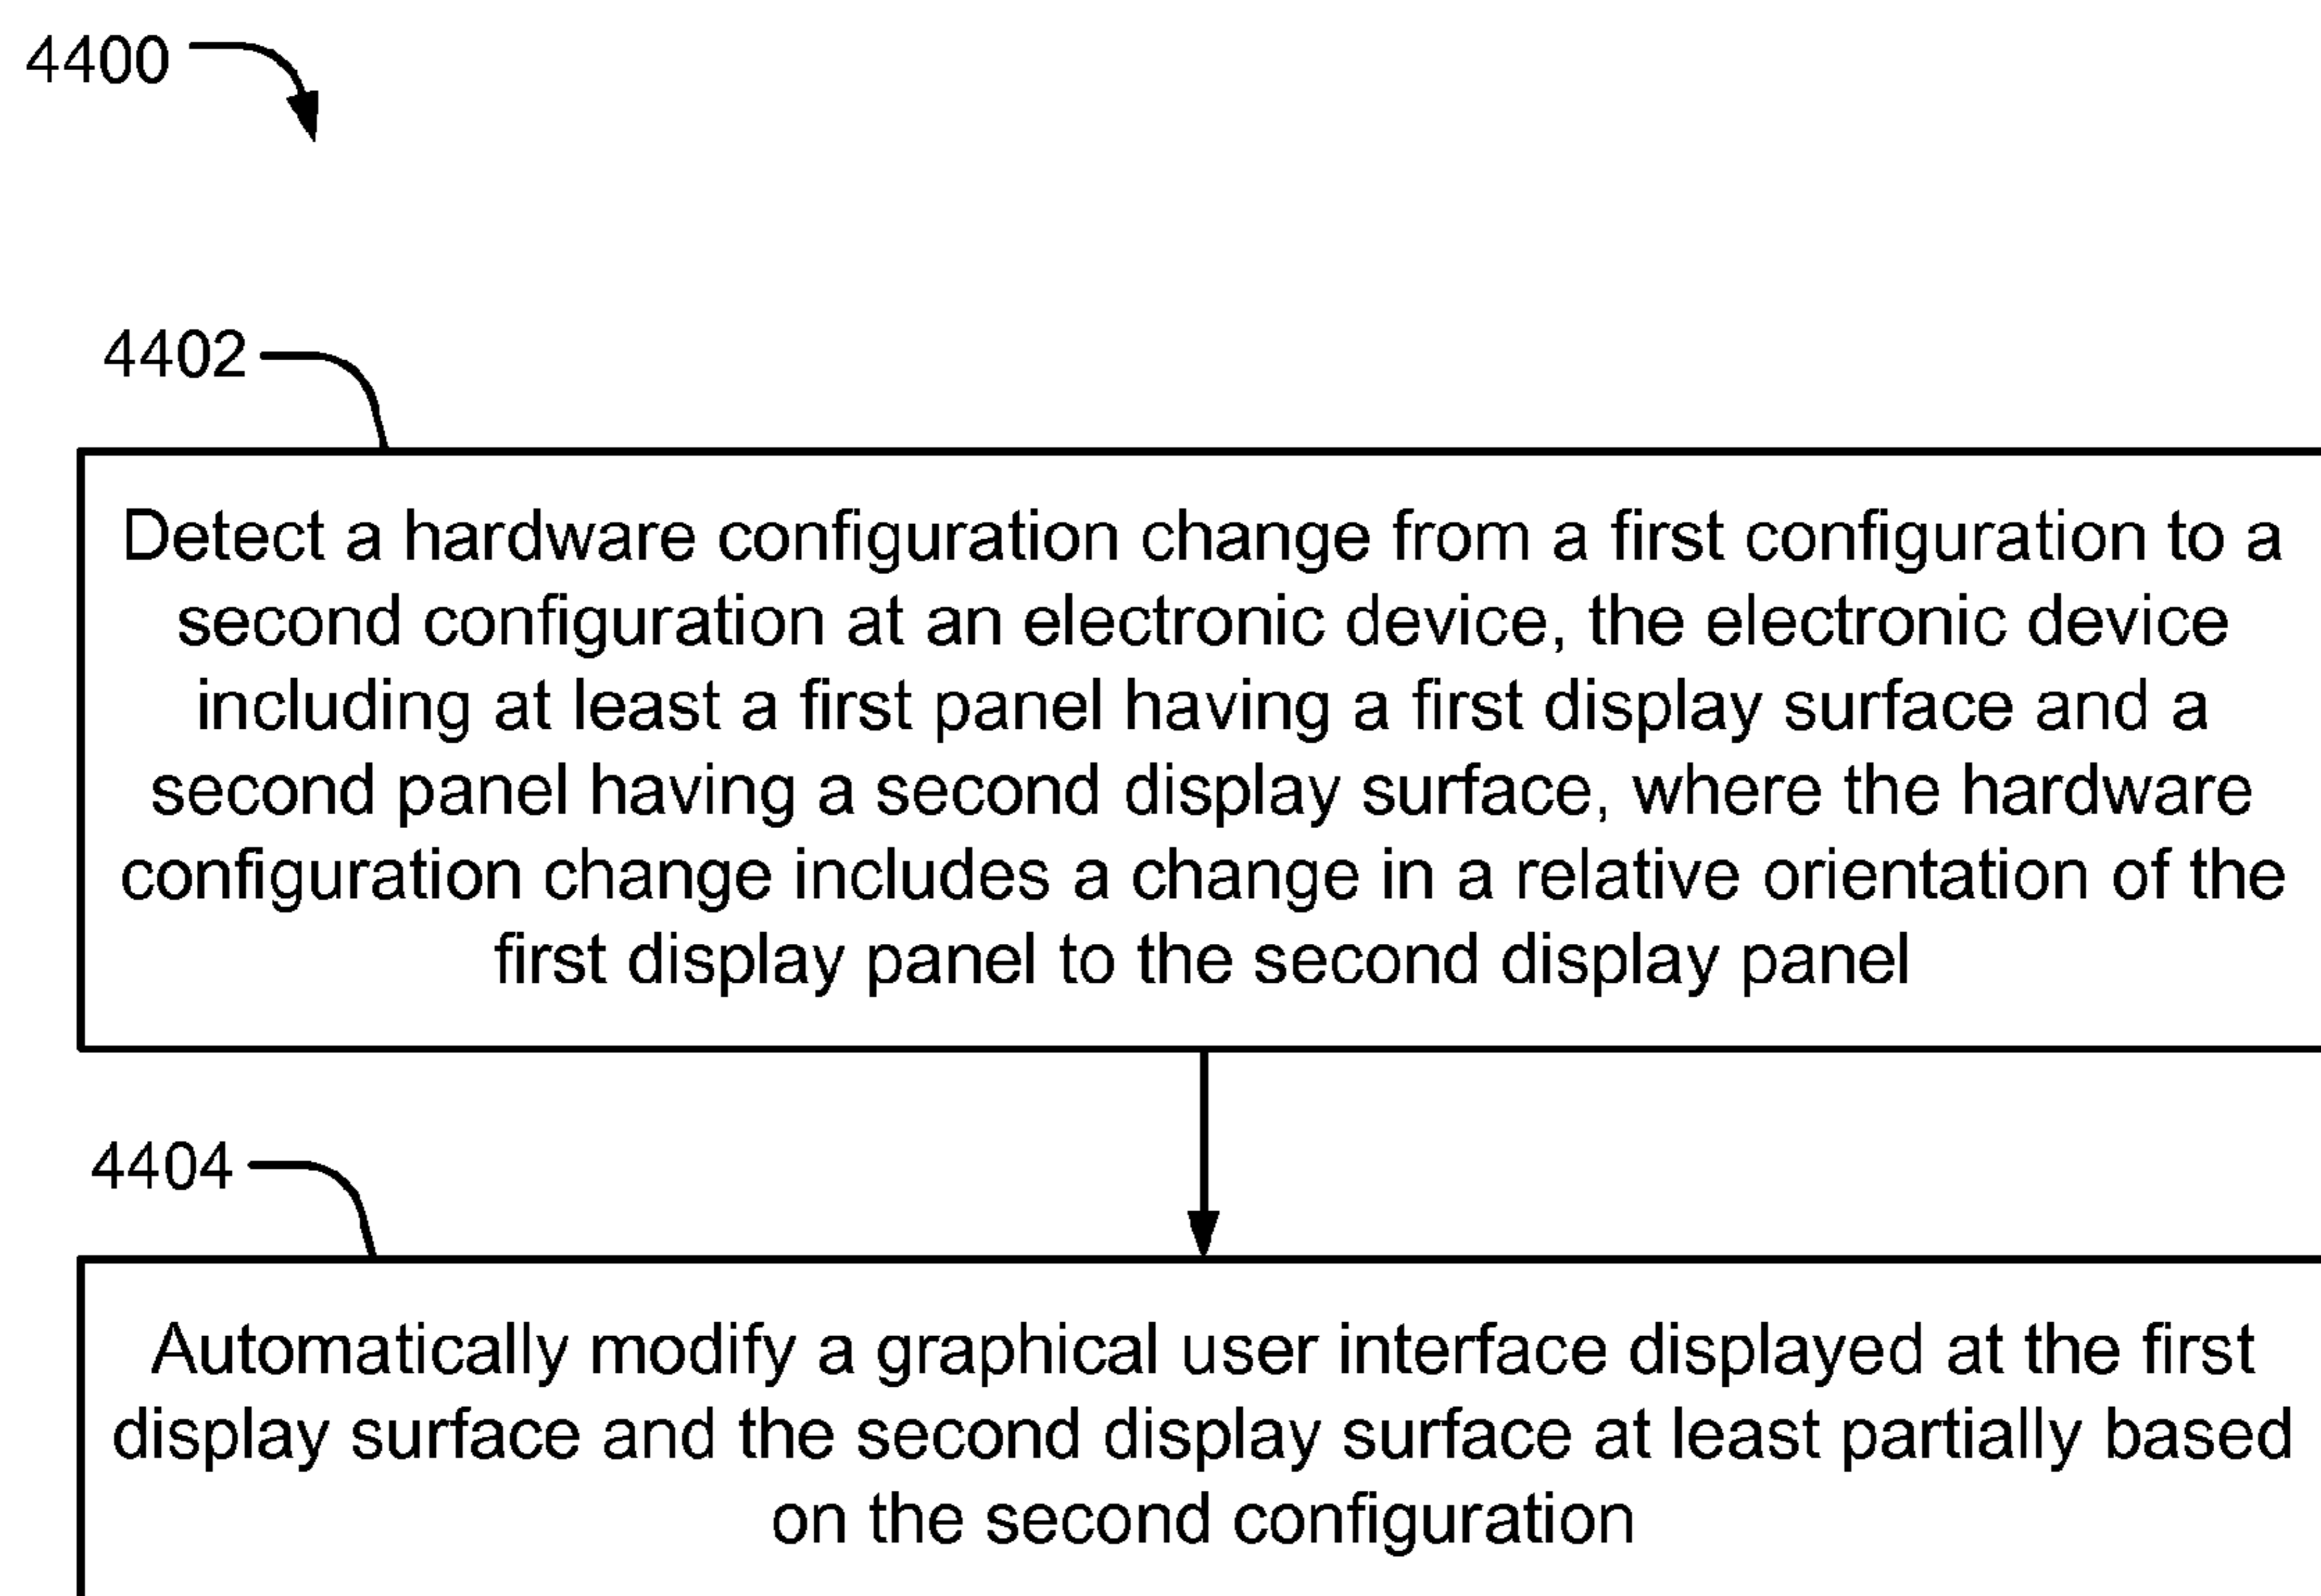 4400
4402
Detect a hardware configuration change from a first configuration to a
second configuration at an electronic device, the electronic device
including at least a first panel having a first display surface and a
second panel having a second display surface, where the hardware
configuration change includes a change in a relative orientation of the
first display panel to the second display panel
4404
Automatically modify a graphical user interface displayed at the first
display surface and the second display surface at least partially based
on the second configuration